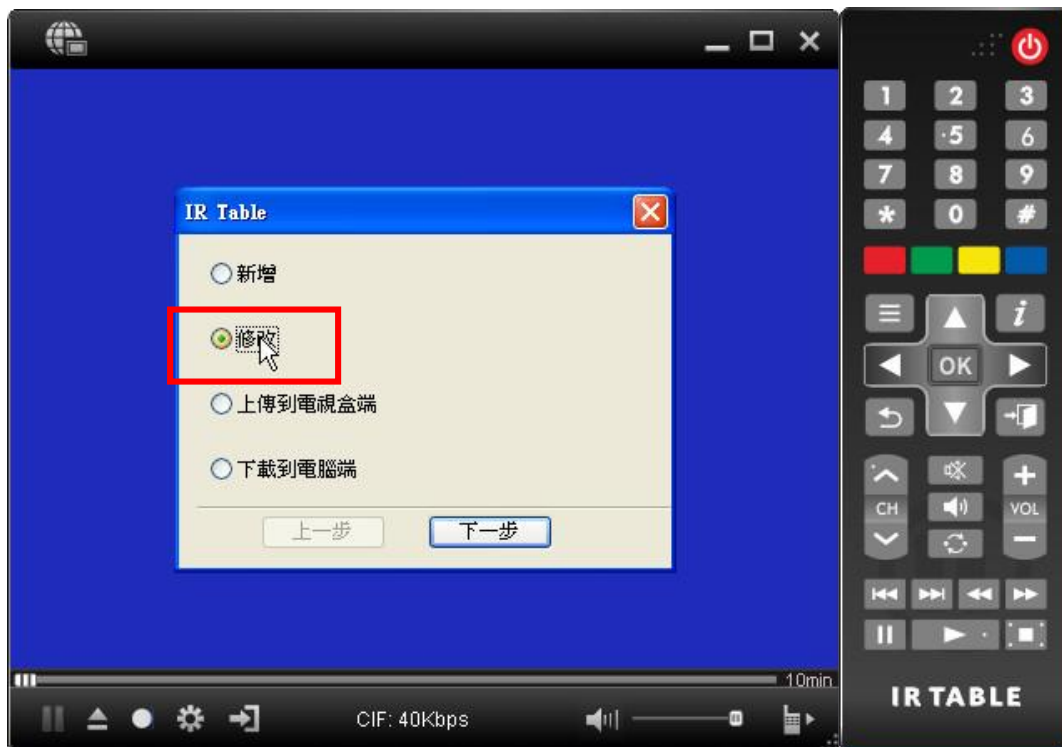 IR Table
新增
修改
上傳到電視盒端
下載到電腦端
上一步
下一步
10min
CIF: 40Kbps
1 2 3
4 ·5 6
7 8 9
* 0 #
i
OK
CH
VOL
IR TABLE